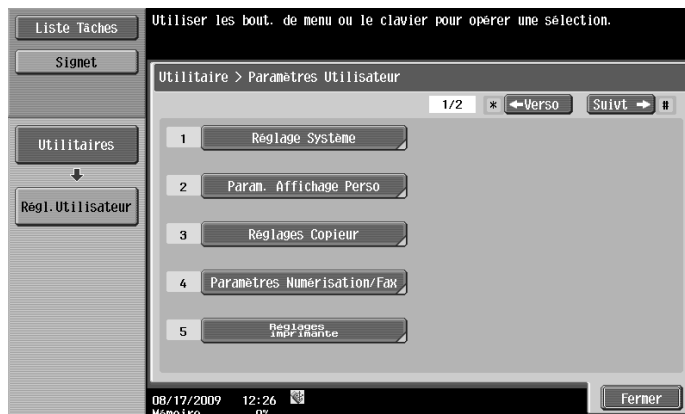 Liste Tâches
Signet
Utilitaires
Régl.Utilisateur
Utiliser les bout. de menu ou le clavier pour opérer une sélection.
Utilitaire > Paramètres Utilisateur
1/2 * ←Verso Suivt → #
1 Réglage Système
2 Param. Affichage Perso
3 Réglages Copieur
4 Paramètres Numérisation/Fax
5 Réglages
imprimante
08/17/2009 12:26
Mémoire 0%
Fermer